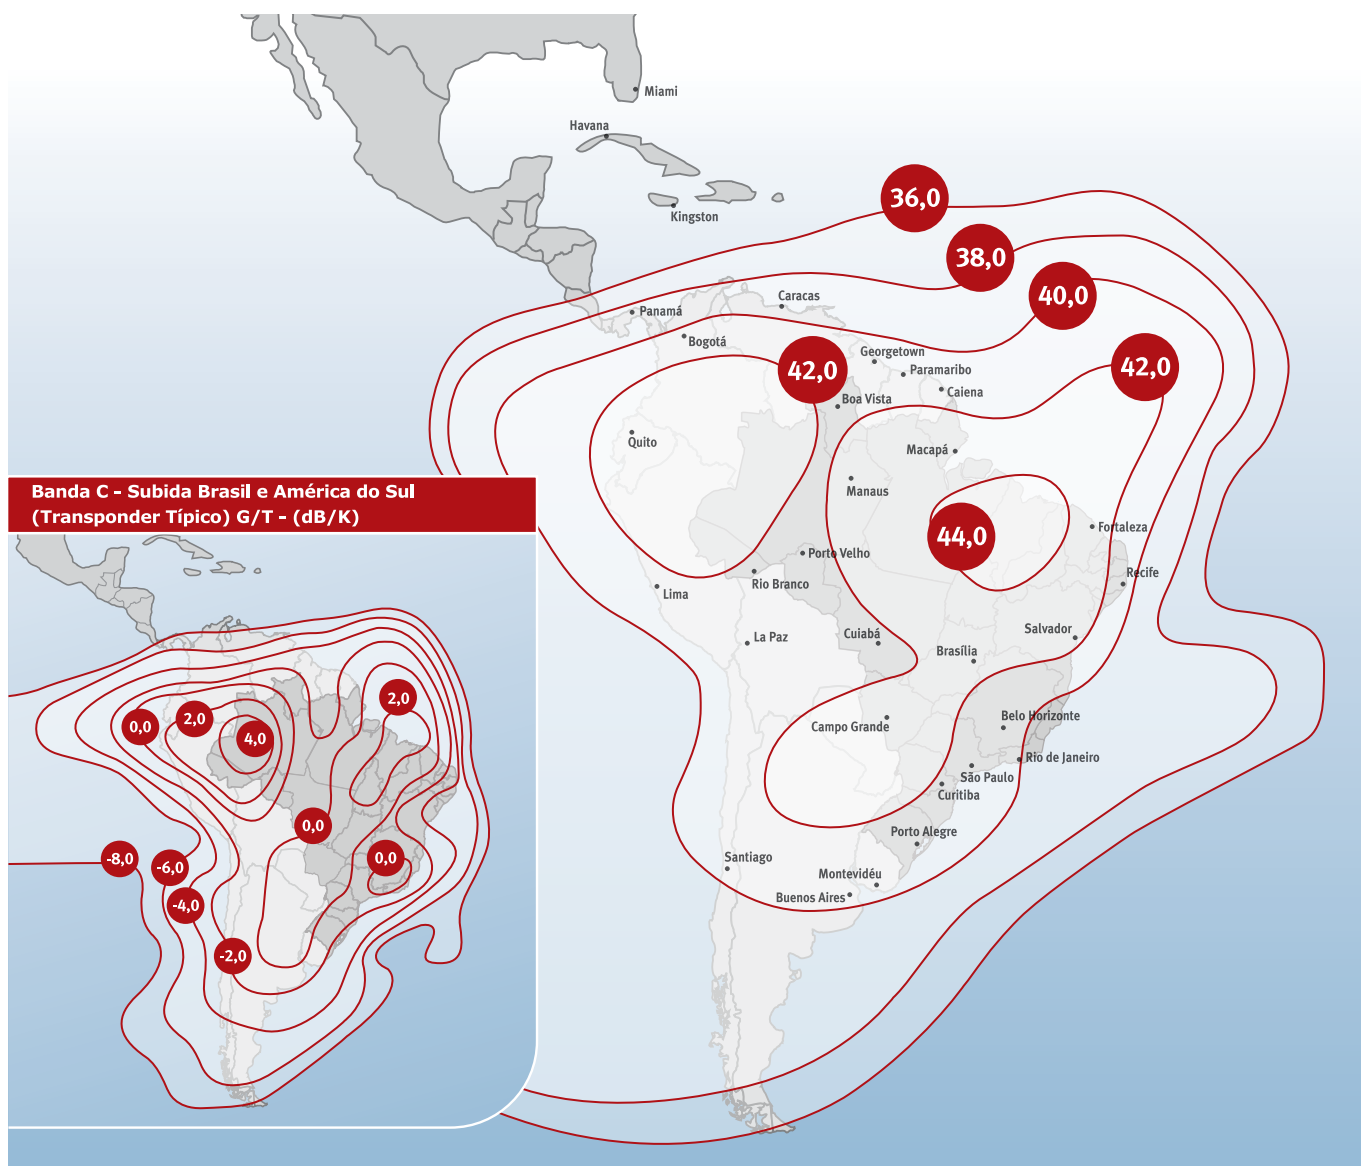 Miami
Havana
Kingston
36,0
38,0
40,0
42,0
42,0
44,0
Caracas
Panamá
Bogotá
Georgetown
Paramaribo
Caiena
Boa Vista
Quito
Macapá
Manaus
Fortaleza
Porto Velho
Recife
Rio Branco
Lima
La Paz
Cuiabá
Salvador
Brasília
Campo Grande
Belo Horizonte
Rio de Janeiro
São Paulo
Curitiba
Porto Alegre
Santiago
Montevidéu
Buenos Aires
Banda C - Subida Brasil e América do Sul
(Transponder Típico) G/T - (dB/K)
2,0
0,0
2,0
4,0
0,0
0,0
-8,0
-6,0
-4,0
-2,0